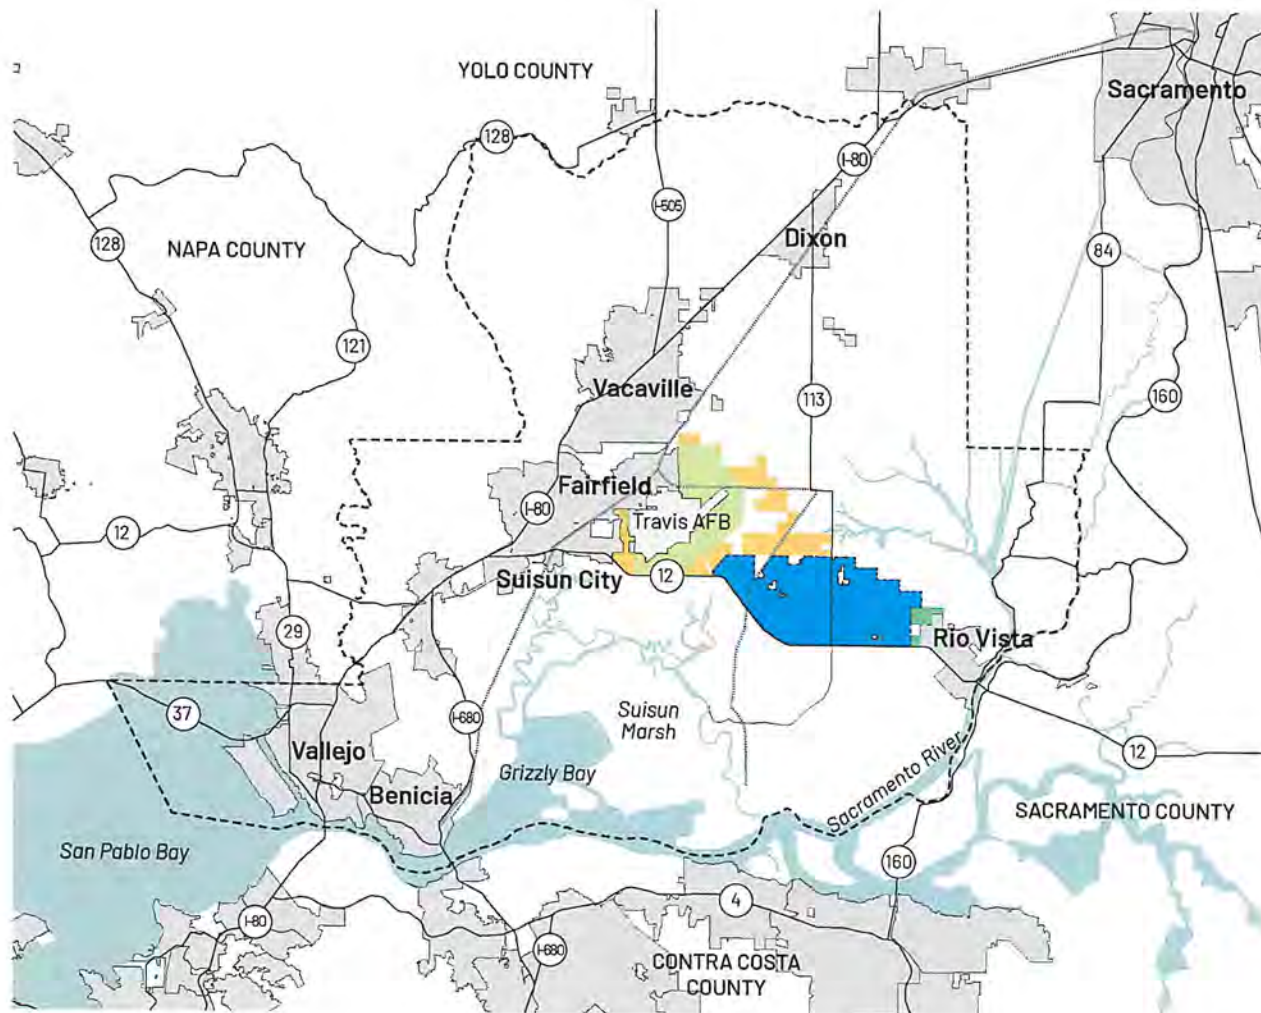 YOLO COUNTY
Sacramento
128
I-80
I-505
128
NAPA COUNTY
Dixon
84
121
Vacaville
113
160
Fairfield
I-80
Travis AFB
12
Suisun City
12
29
Rio Vista
37
I-680
Suisun
Marsh
Vallejo
Grizzly Bay
12
Benicia
Sacramento River
SACRAMENTO COUNTY
San Pablo Bay
160
4
I-80
I-680
CONTRA COSTA
COUNTY